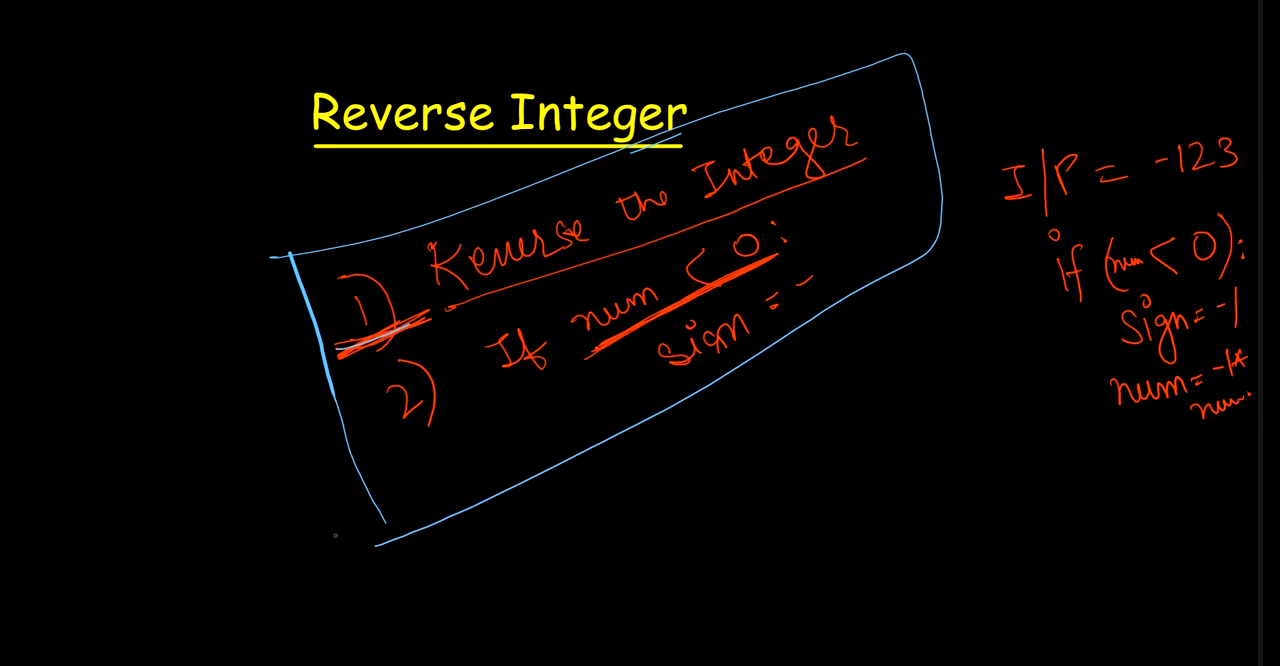 Reverse Integer
1) Reverse the Integer
2) If num < 0:
sign = -
I/P = -123
if (num < 0):
sign = -1
num = -1*
num.